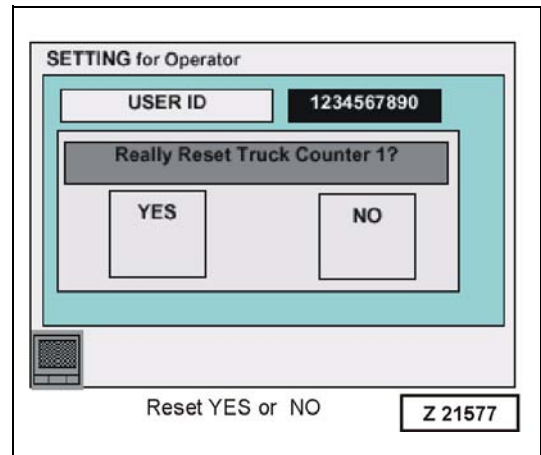 SETTING for Operator
USER ID 1234567890
Really Reset Truck Counter 1?
YES NO
Reset YES or NO
Z 21577